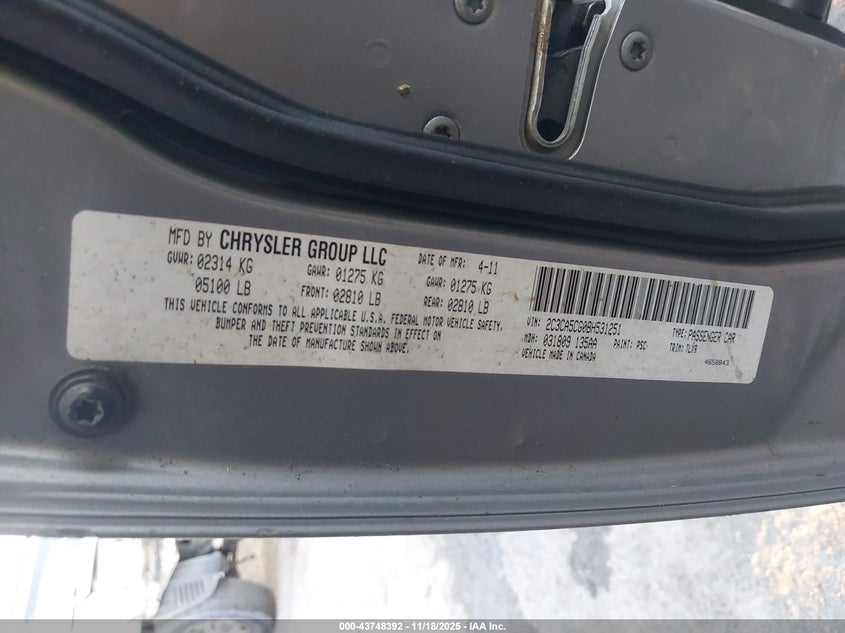 MFD BY CHRYSLER GROUP LLC DATE OF MFR: 4-11
GVWR: 02314 KG GAWR: 01275 KG GAWR: 01275 KG
05100 LB FRONT: 02810 LB REAR: 02810 LB
THIS VEHICLE CONFORMS TO ALL APPLICABLE U.S.A. FEDERAL MOTOR VEHICLE SAFETY,
BUMPER AND THEFT PREVENTION STANDARDS IN EFFECT ON
THE DATE OF MANUFACTURE SHOWN ABOVE.
VIN: 2C3CA5CG0BH531251 TYPE: PASSENGER CAR
MDH: 031809 135AA PAINT: PSC TRIM: TLX9
VEHICLE MADE IN CANADA 4658843
000-43748392 — 11/18/2025 — IAA Inc.